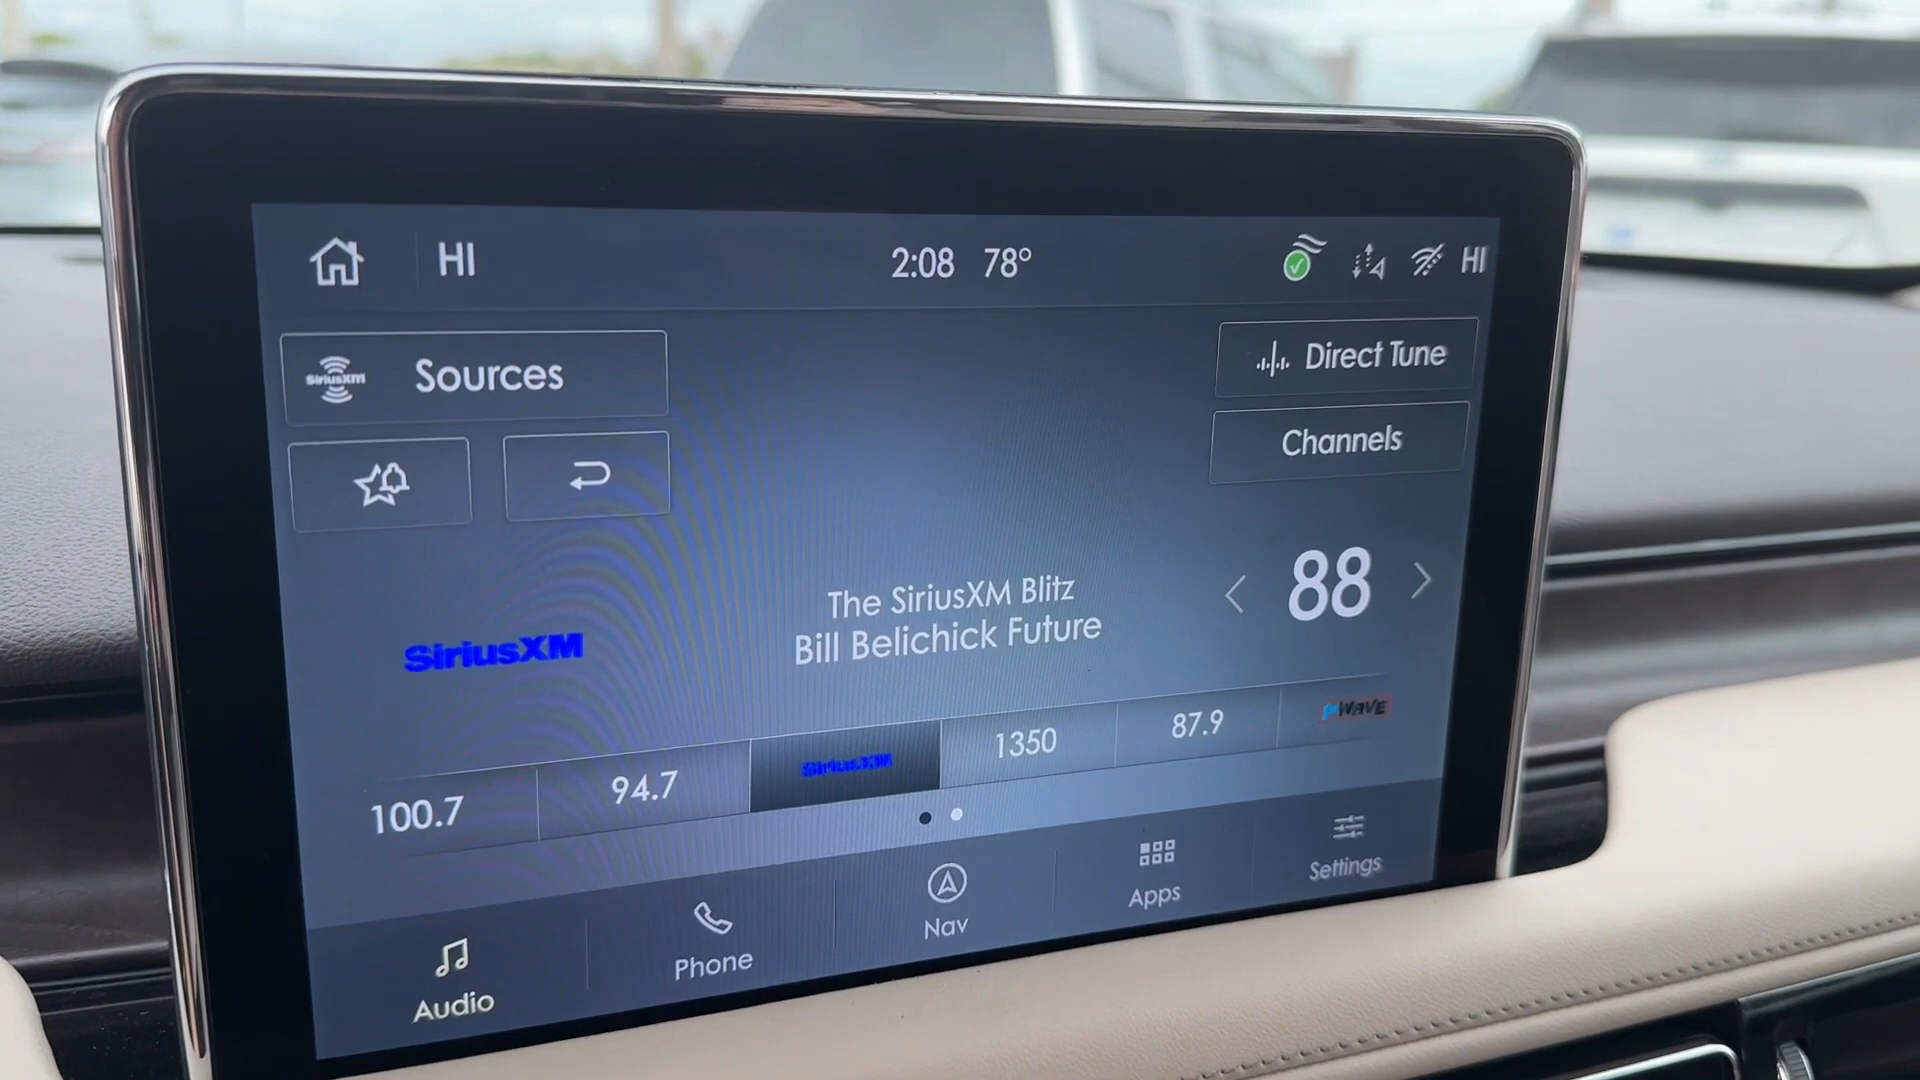 HI
2:08 78°
HI
SiriusXM
Sources
Direct Tune
Channels
The SiriusXM Blitz
Bill Belichick Future
88
SiriusXM
100.7
94.7
SiriusXM
1350
87.9
WAVE
Audio
Phone
Nav
Apps
Settings